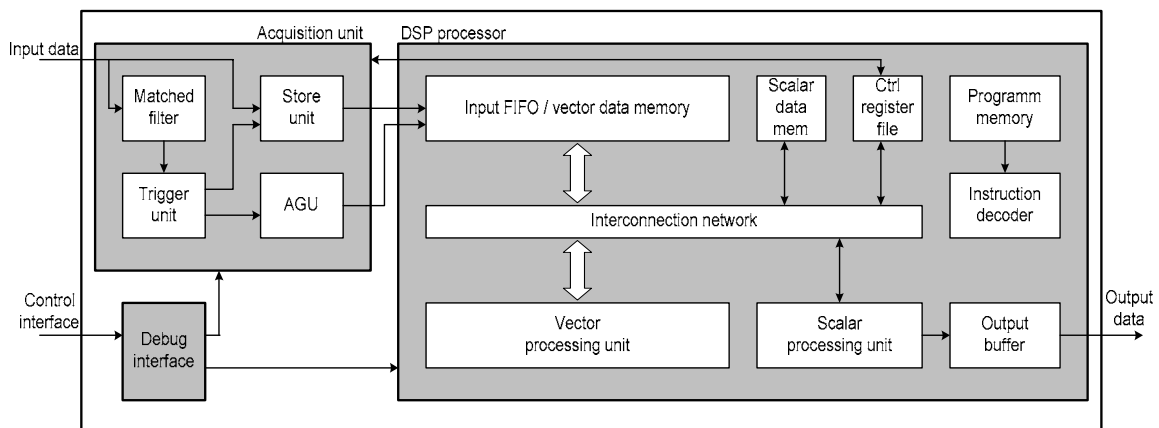 Acquisition unit
DSP processor
Input data
Matched
filter
Store
unit
Input FIFO / vector data memory
Scalar
data
mem
Ctrl
register
file
Programm
memory
Trigger
unit
AGU
Interconnection network
Instruction
decoder
Control
interface
Debug
interface
Vector
processing unit
Scalar
processing unit
Output
buffer
Output
data